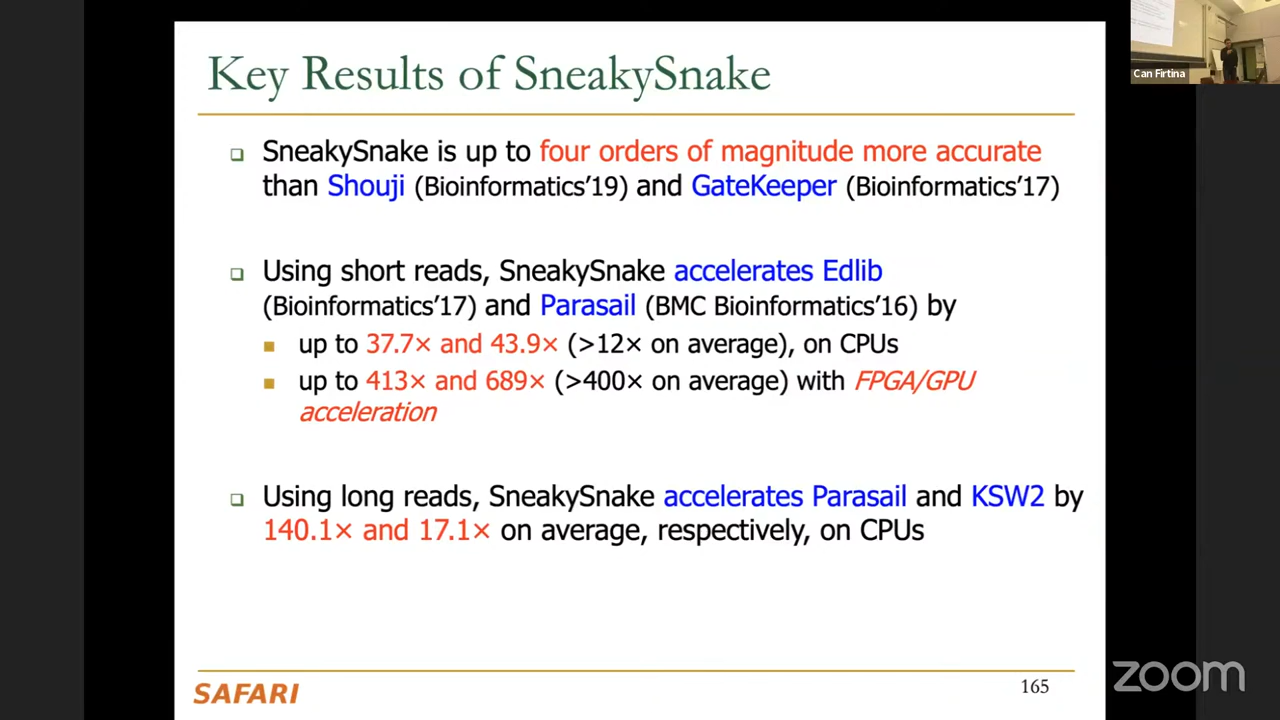 Key Results of SneakySnake
SneakySnake is up to four orders of magnitude more accurate
than Shouji (Bioinformatics'19) and GateKeeper (Bioinformatics'17)
Using short reads, SneakySnake accelerates Edlib
(Bioinformatics'17) and Parasail (BMC Bioinformatics'16) by
up to 37.7× and 43.9× (>12× on average), on CPUs
up to 413× and 689× (>400× on average) with FPGA/GPU
acceleration
Using long reads, SneakySnake accelerates Parasail and KSW2 by
140.1× and 17.1× on average, respectively, on CPUs
SAFARI
165
Can Firtina
zoom